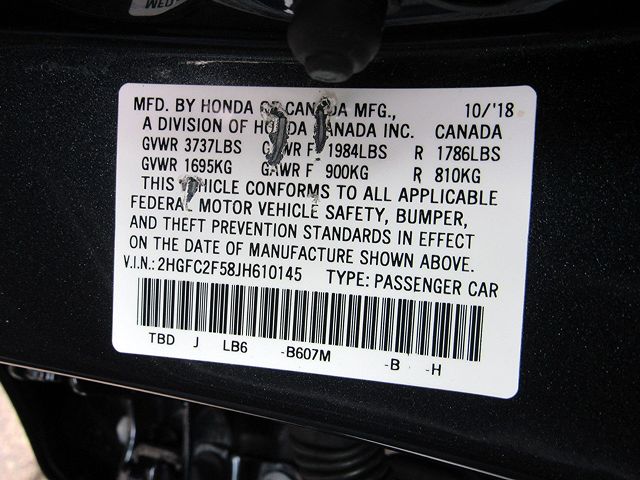 MFD. BY HONDA OF CANADA MFG., 10/'18
A DIVISION OF HONDA CANADA INC. CANADA
GVWR 3737LBS GAWR F 1984LBS R 1786LBS
GVWR 1695KG GAWR F 900KG R 810KG
THIS VEHICLE CONFORMS TO ALL APPLICABLE
FEDERAL MOTOR VEHICLE SAFETY, BUMPER,
AND THEFT PREVENTION STANDARDS IN EFFECT
ON THE DATE OF MANUFACTURE SHOWN ABOVE.
V.I.N.: 2HGFC2F58JH610145 TYPE: PASSENGER CAR
TBD J LB6 -B607M -B -H